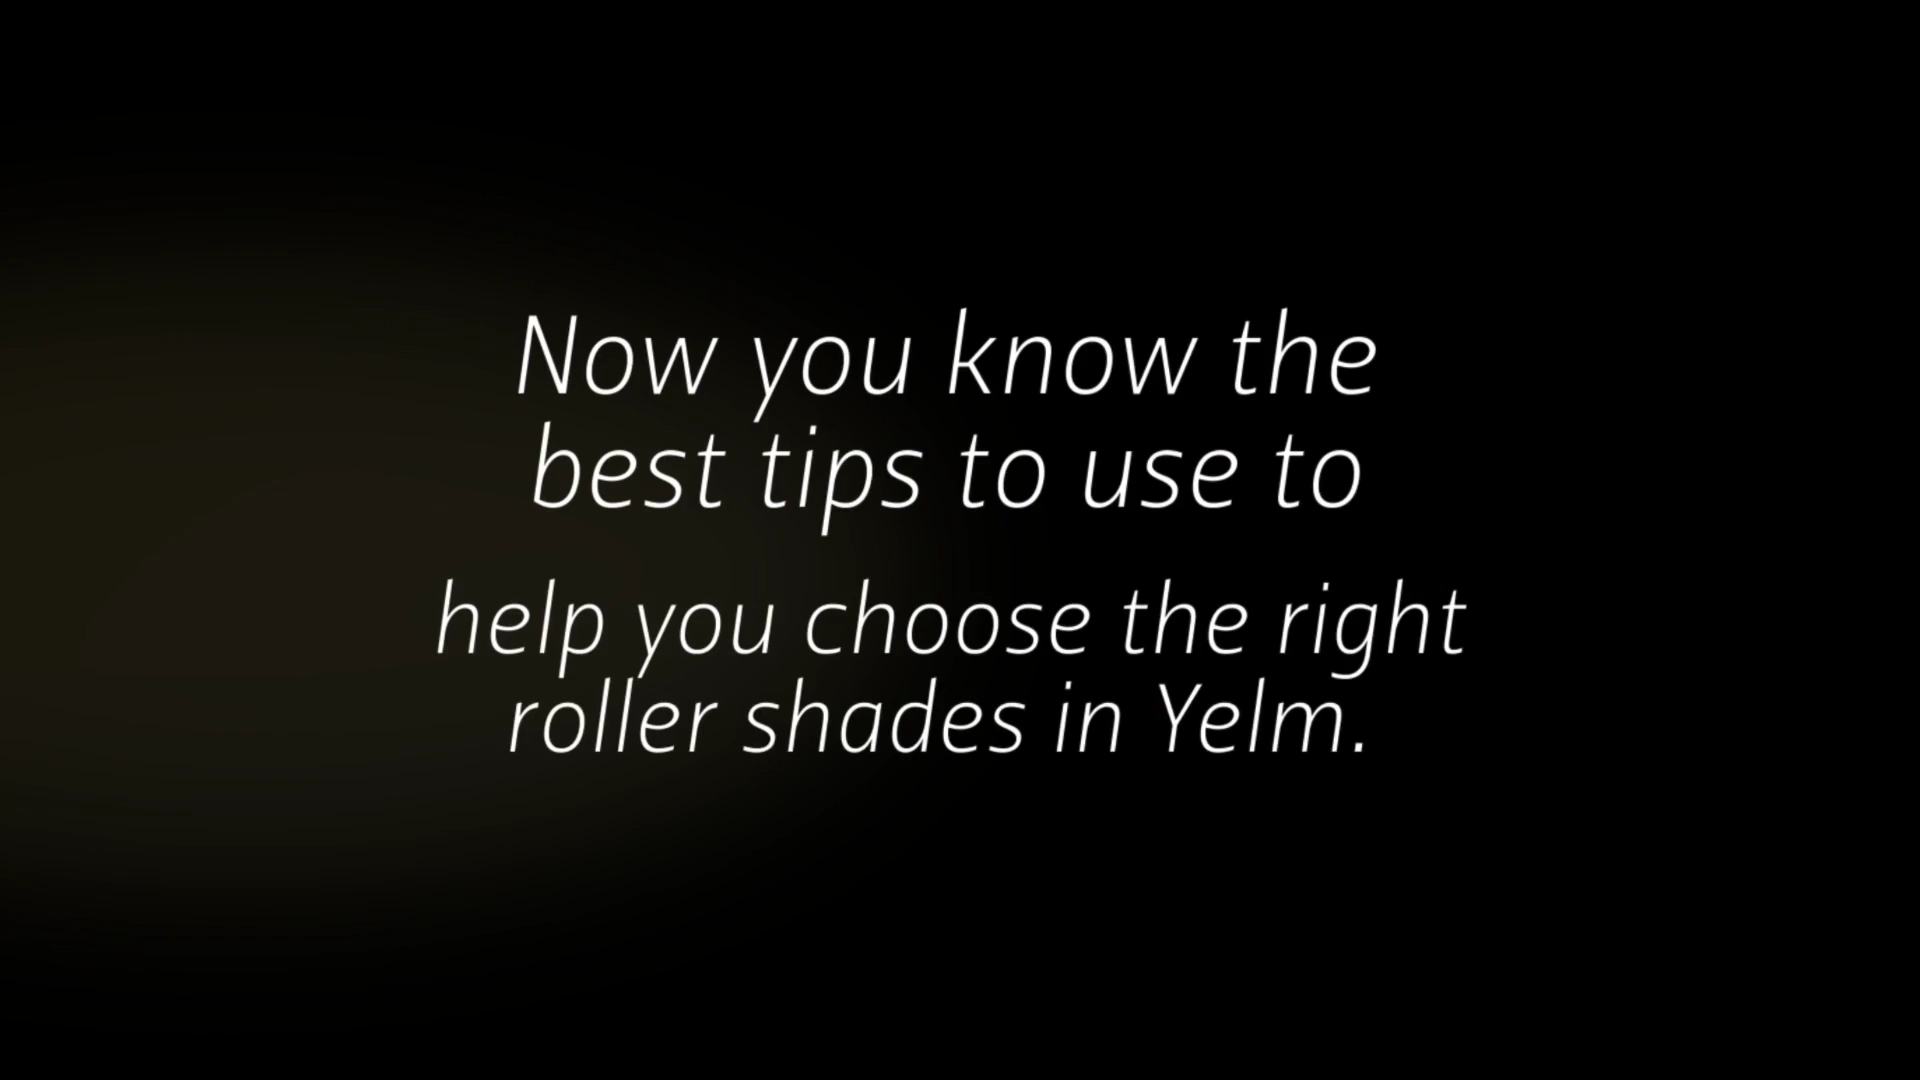 Now you know the
best tips to use to
help you choose the right
roller shades in Yelm.